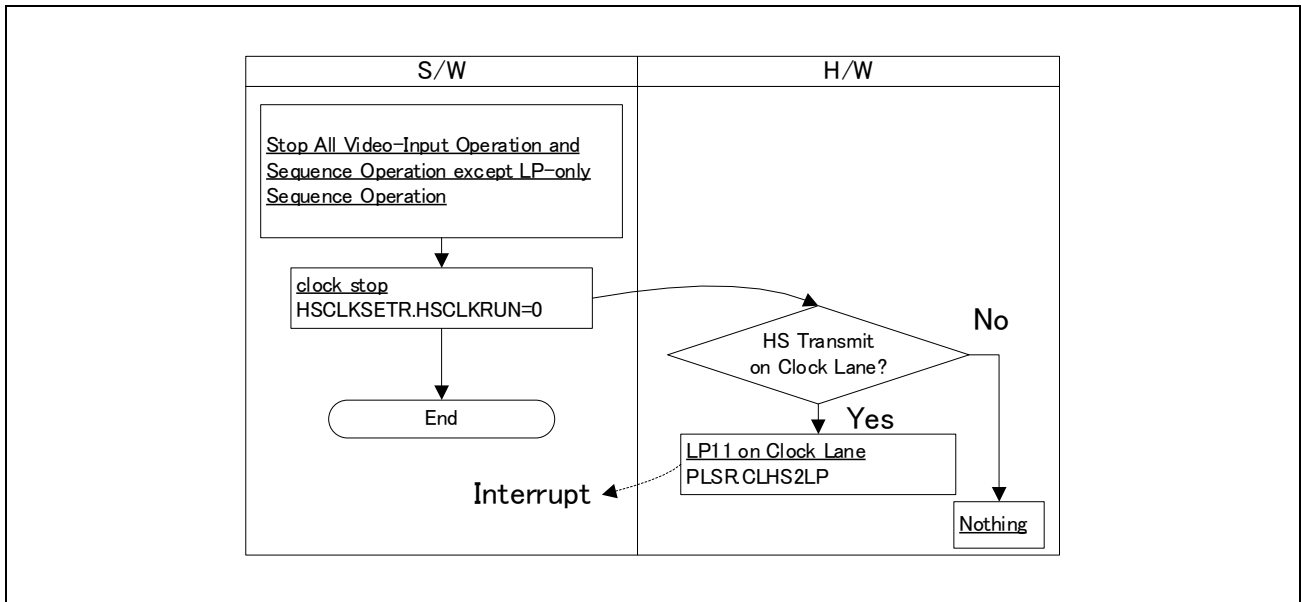 S/W
H/W
Stop All Video-Input Operation and
Sequence Operation except LP-only
Sequence Operation
clock stop
HSCLKSETR.HSCLKRUN=0
End
HS Transmit
on Clock Lane?
No
Yes
LP11 on Clock Lane
PLSR.CLHS2LP
Interrupt
Nothing